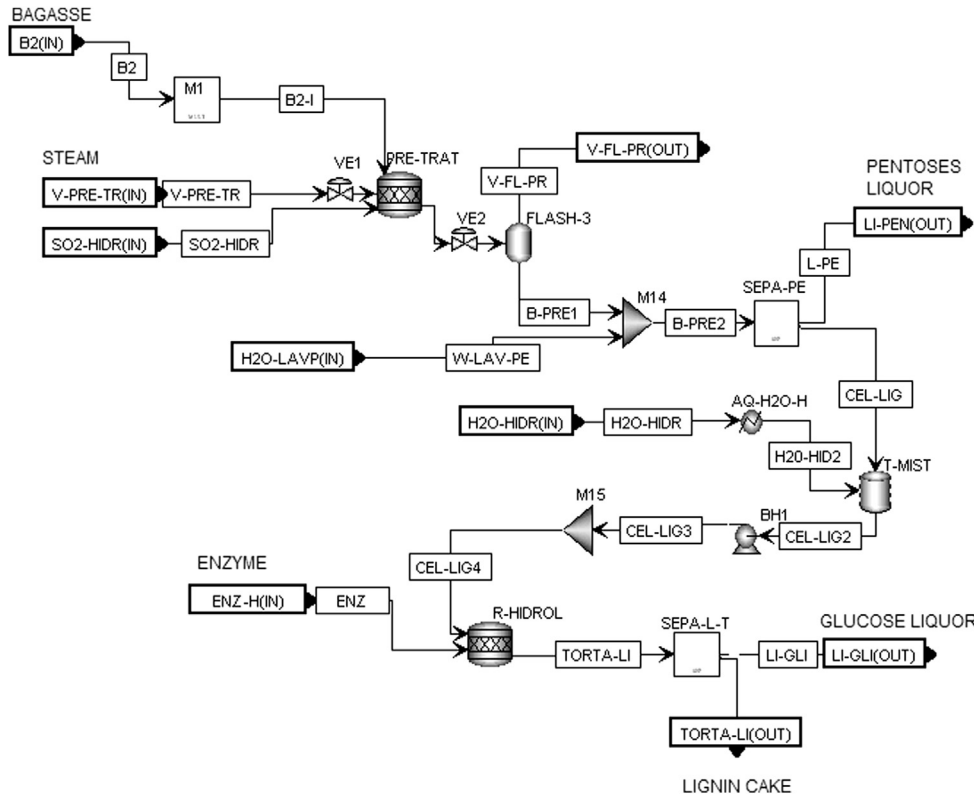 BAGASSE
B2(IN)
B2
M1
B2-I
STEAM
VE1
PRE-TRAT
V-FL-PR(OUT)
V-FL-PR
PENTOSES
LIQUOR
V-PRE-TR(IN)
V-PRE-TR
VE2
FLASH-3
LI-PEN(OUT)
SO2-HIDR(IN)
SO2-HIDR
L-PE
SEPA-PE
M14
B-PRE1
B-PRE2
H2O-LAVP(IN)
W-LAV-PE
CEL-LIG
AQ-H2O-H
H2O-HIDR(IN)
H2O-HIDR
H20-HID2
T-MIST
M15
BH1
CEL-LIG3
CEL-LIG2
CEL-LIG4
ENZYME
ENZ-H(IN)
ENZ
R-HIDROL
SEPA-L-T
GLUCOSE LIQUOR
TORTA-LI
LI-GLI
LI-GLI(OUT)
TORTA-LI(OUT)
LIGNIN CAKE